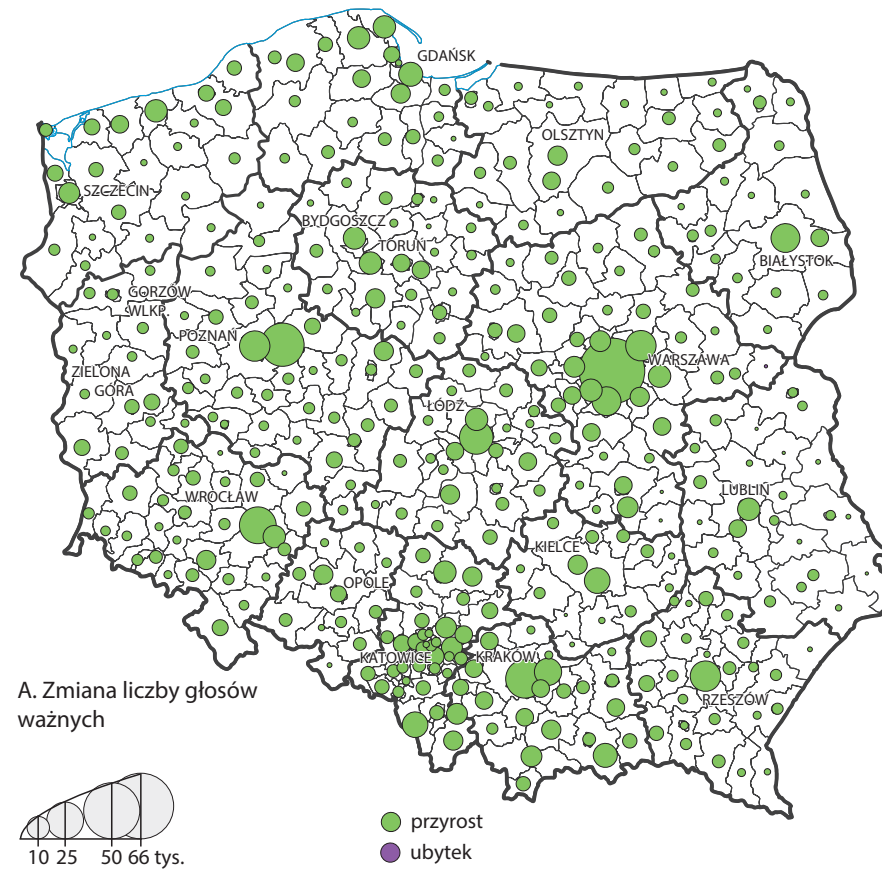 GDAŃSK
OLSZTYN
SZCZECIN
BYDGOSZCZ
TORUŃ
BIAŁYSTOK
GORZÓW
WLKP.
POZNAŃ
WARSZAWA
ZIELONA
GÓRA
ŁÓDŹ
WROCŁAW
LUBLIN
KIELCE
OPOLE
KATOWICE
KRAKÓW
RZESZÓW
A. Zmiana liczby głosów
ważnych
10 25 50 66 tys.
przyrost
ubytek